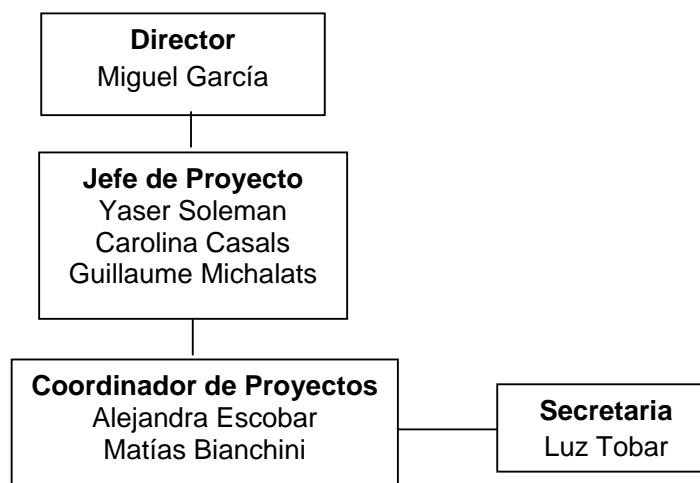 Director
Miguel García
Jefe de Proyecto
Yaser Soleman
Carolina Casals
Guillaume Michalats
Coordinador de Proyectos
Alejandra Escobar
Matías Bianchini
Secretaria
Luz Tobar